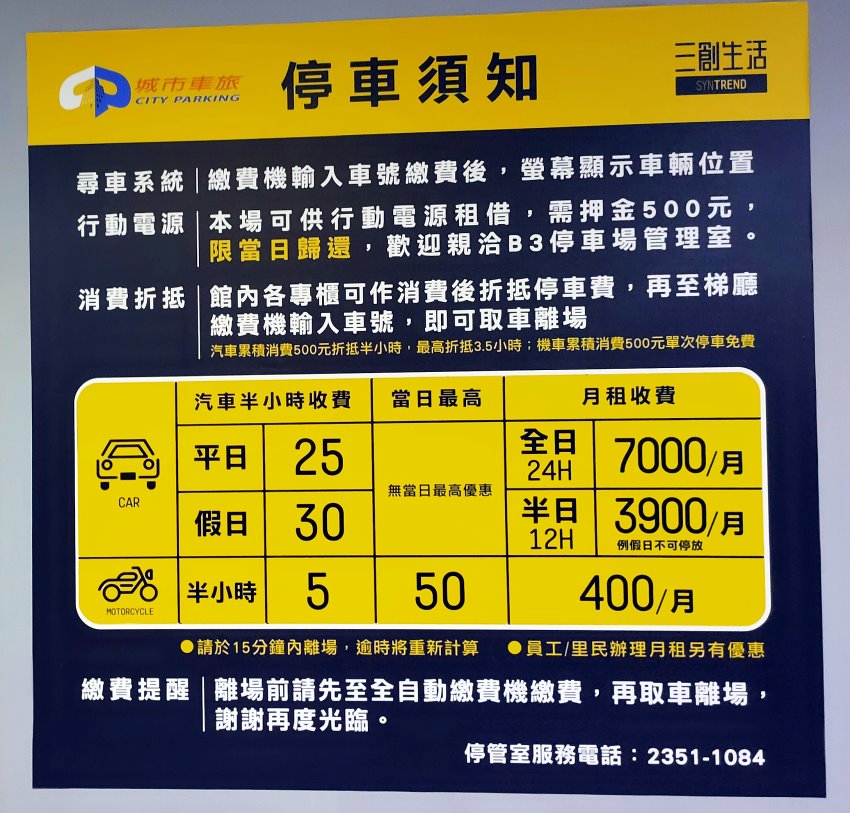 城市車旅
CITY PARKING
停車須知
三創生活
SYNTREND
尋車系統 繳費機輸入車號繳費後，螢幕顯示車輛位置
行動電源 本場可供行動電源租借，需押金500元，
限當日歸還，歡迎親洽B3停車場管理室。
消費折抵 館內各專櫃可作消費後折抵停車費，再至梯廳
繳費機輸入車號，即可取車離場
汽車累積消費500元折抵半小時，最高折抵3.5小時；機車累積消費500元單次停車免費
汽車半小時收費 當日最高 月租收費
CAR
平日 25 無當日最高優惠 全日 24H 7000/月
假日 30 半日 12H 3900/月
例假日不可停放
MOTORCYCLE
半小時 5 50 400/月
●請於15分鐘內離場，逾時將重新計算 ●員工/里民辦理月租另有優惠
繳費提醒 離場前請先至全自動繳費機繳費，再取車離場，
謝謝再度光臨。
停管室服務電話：2351-1084